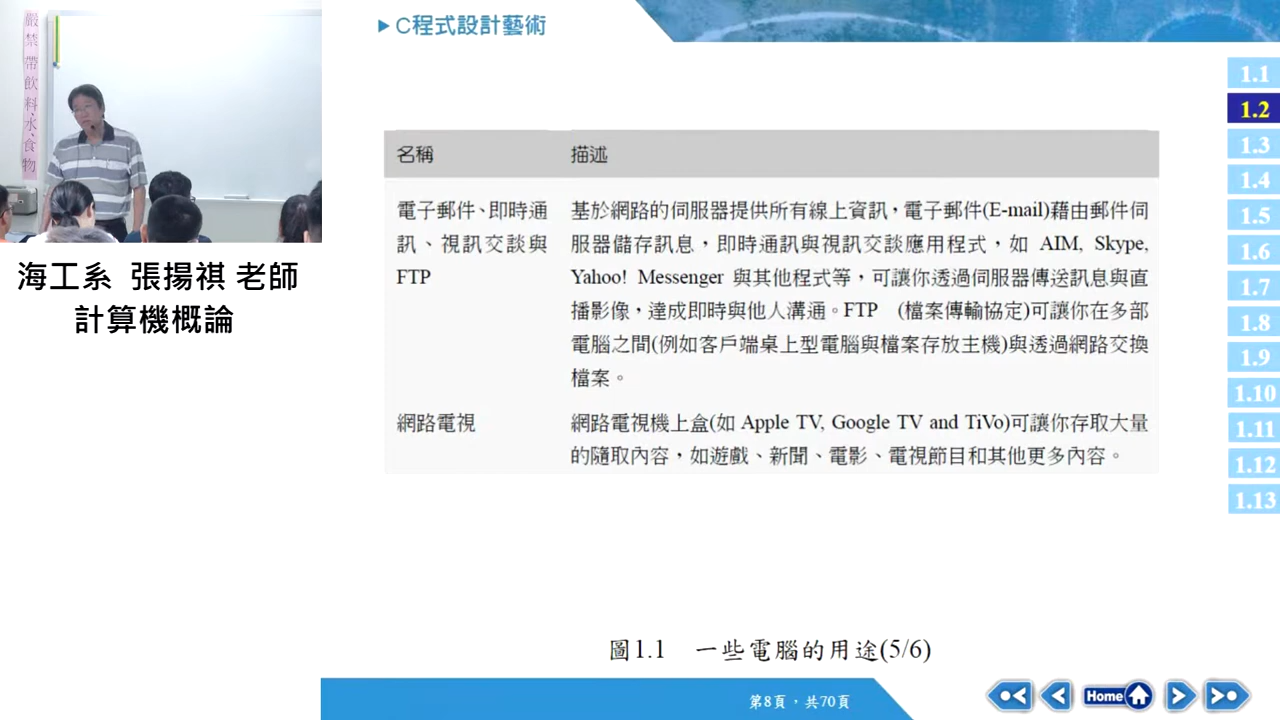 嚴禁帶飲料、水、食物
海工系 張揚祺 老師
計算機概論
C程式設計藝術
名稱
描述
電子郵件、即時通
訊、視訊交談與
FTP
基於網路的伺服器提供所有線上資訊，電子郵件(E-mail)藉由郵件伺
服器儲存訊息，即時通訊與視訊交談應用程式，如 AIM, Skype,
Yahoo! Messenger 與其他程式等，可讓你透過伺服器傳送訊息與直
播影像，達成即時與他人溝通。FTP (檔案傳輸協定)可讓你在多部
電腦之間(例如客戶端桌上型電腦與檔案存放主機)與透過網路交換
檔案。
網路電視
網路電視機上盒(如 Apple TV, Google TV and TiVo)可讓你存取大量
的隨取內容，如遊戲、新聞、電影、電視節目和其他更多內容。
圖1.1 一些電腦的用途(5/6)
第8頁，共70頁
Home
1.1
1.2
1.3
1.4
1.5
1.6
1.7
1.8
1.9
1.10
1.11
1.12
1.13